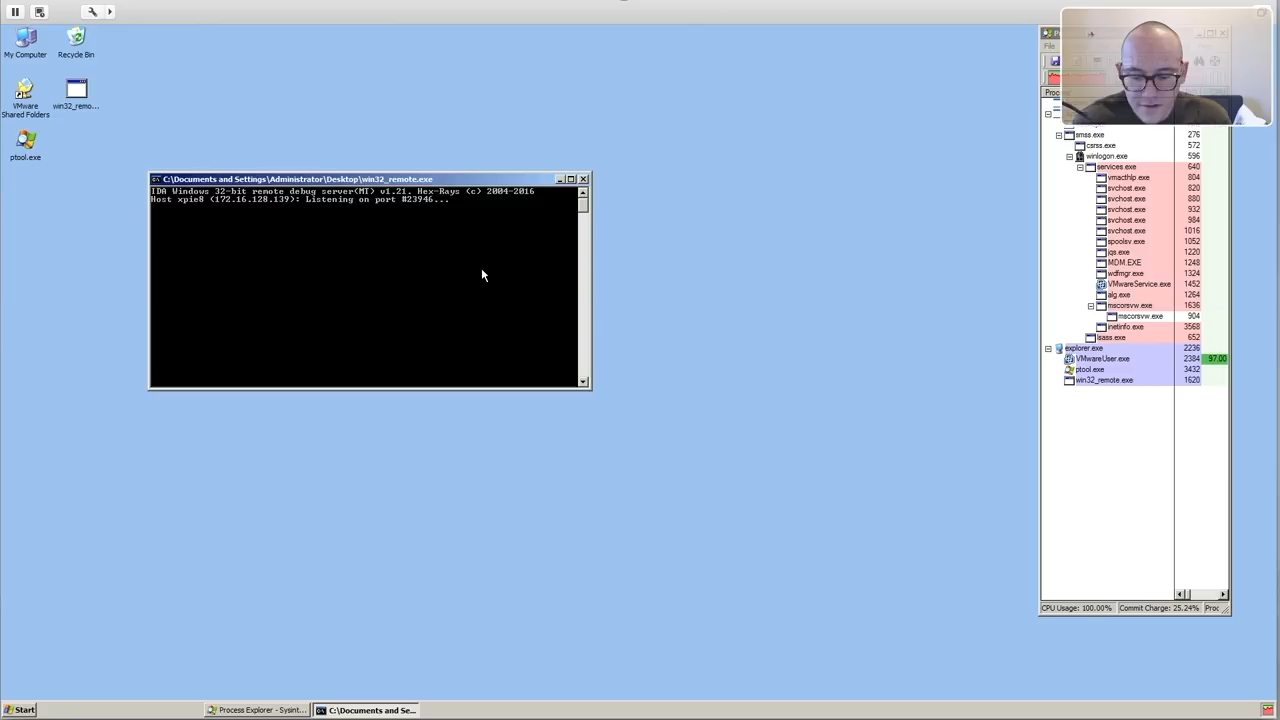 My Computer
Recycle Bin
VMware
Shared Folders
win32_remo...
ptool.exe
C:\Documents and Settings\Administrator\Desktop\win32_remote.exe
IDA Windows 32-bit remote debug server(MT) v1.21. Hex-Rays (c) 2004-2016
Host xpie8 (172.16.128.139): Listening on port #23946...
File
smss.exe 276
csrss.exe 572
winlogon.exe 596
services.exe 640
vmacthlp.exe 804
svchost.exe 820
svchost.exe 880
svchost.exe 932
svchost.exe 984
svchost.exe 1016
spoolsv.exe 1052
jqs.exe 1220
MDM.EXE 1248
wdfmgr.exe 1324
VMwareService.exe 1452
alg.exe 1264
mscorsvw.exe 1636
mscorsvw.exe 904
inetinfo.exe 3568
lsass.exe 652
explorer.exe 2236
VMwareUser.exe 2384 97.00
ptool.exe 3432
win32_remote.exe 1620
CPU Usage: 100.00% Commit Charge: 25.24% Proc
Start
Process Explorer - Sysint...
C:\Documents and Se...